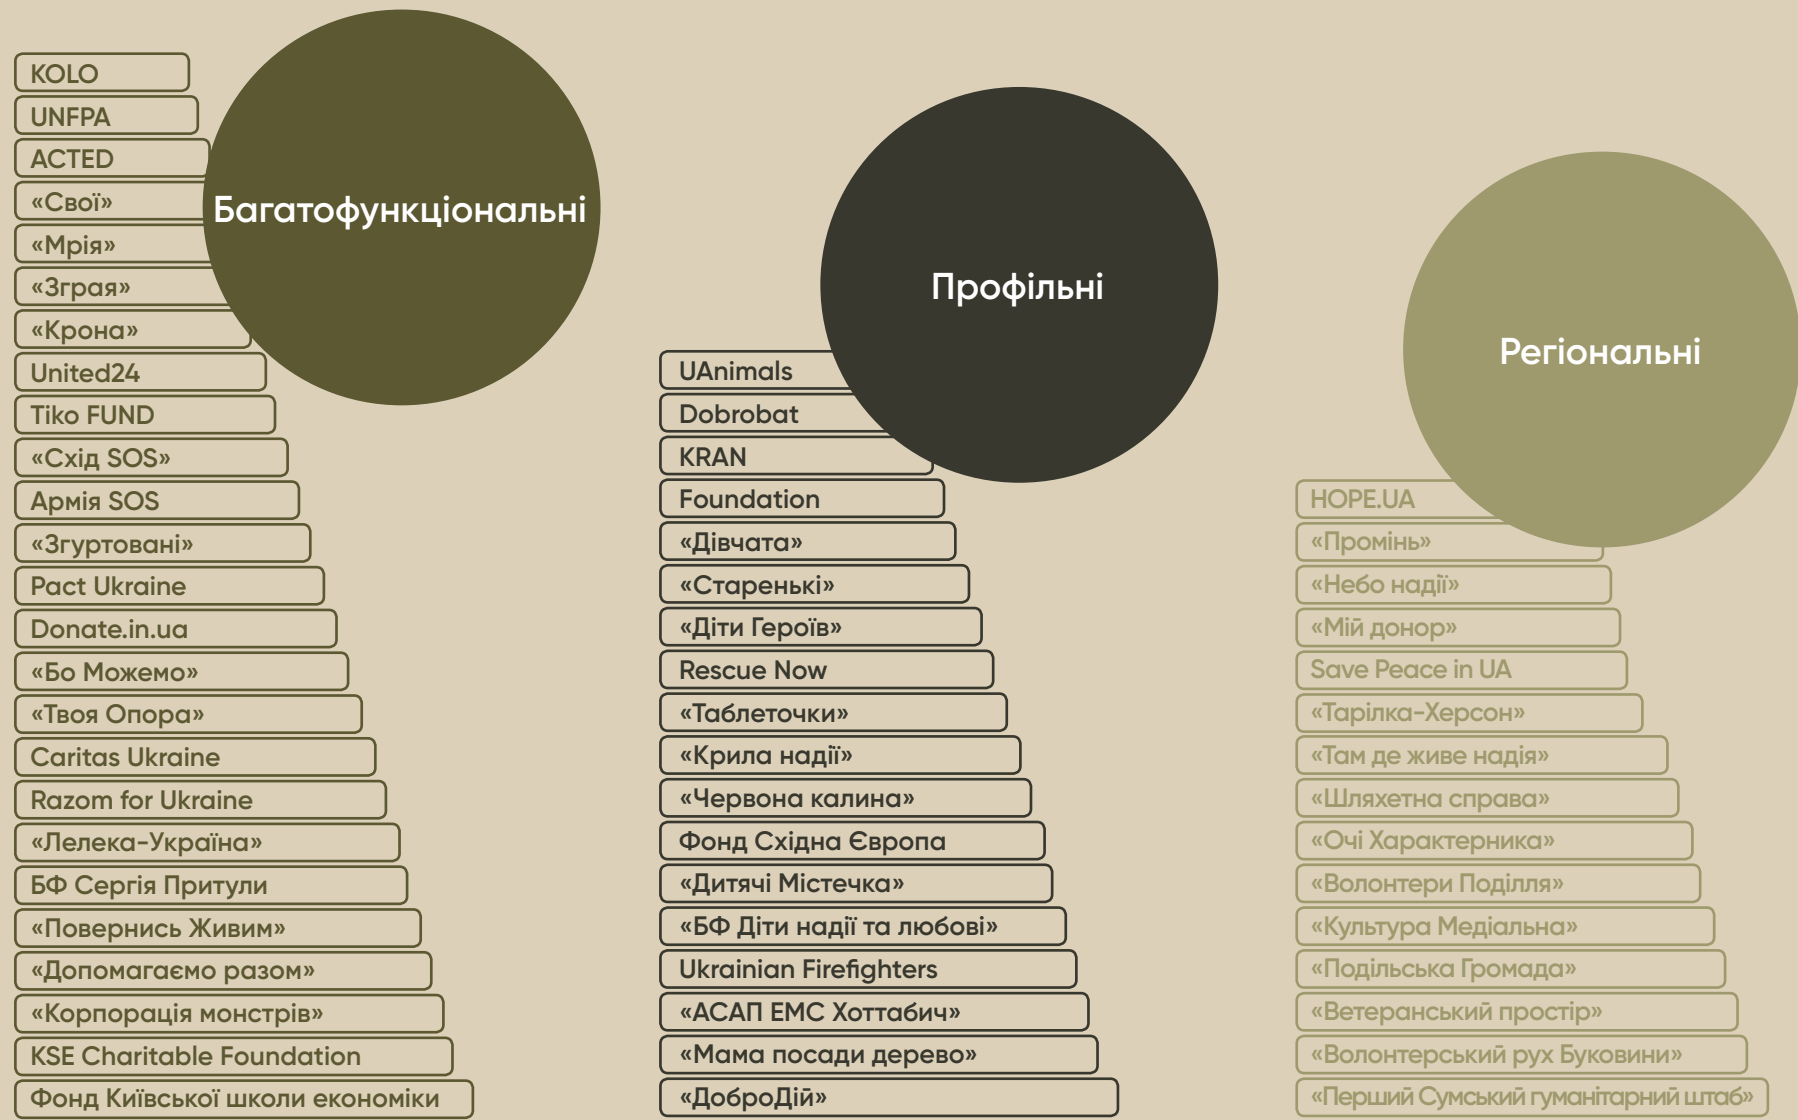 Багатофункціональні
KOLO
UNFPA
ACTED
«Свої»
«Мрія»
«Зграя»
«Крона»
United24
Tiko FUND
«Схід SOS»
Армія SOS
«Згуртовані»
Pact Ukraine
Donate.in.ua
«Бо Можемо»
«Твоя Опора»
Caritas Ukraine
Razom for Ukraine
«Лелека-Україна»
БФ Сергія Притули
«Повернись Живим»
«Допомагаємо разом»
«Корпорація монстрів»
KSE Charitable Foundation
Фонд Київської школи економіки
Профільні
UAnimals
Dobrobat
KRAN
Foundation
«Дівчата»
«Старенькі»
«Діти Героїв»
Rescue Now
«Таблеточки»
«Крила надії»
«Червона калина»
Фонд Східна Європа
«Дитячі Містечка»
«БФ Діти надії та любові»
Ukrainian Firefighters
«АСАП ЕМС Хоттабич»
«Мама посади дерево»
«ДоброДій»
Регіональні
HOPE.UA
«Промінь»
«Небо надії»
«Мій донор»
Save Peace in UA
«Тарілка-Херсон»
«Там де живе надія»
«Шляхетна справа»
«Очі Характерника»
«Волонтери Поділля»
«Культура Медіальна»
«Подільська Громада»
«Ветеранський простір»
«Волонтерський рух Буковини»
«Перший Сумський гуманітарний штаб»